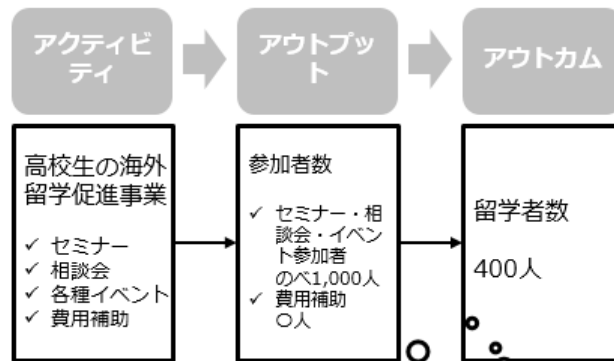 アクティビ
ティ
アウトプッ
ト
アウトカム
高校生の海外
留学促進事業
✓ セミナー
✓ 相談会
✓ 各種イベント
✓ 費用補助
参加者数
✓ セミナー・相
談会・イベン
ト参加者
のべ1,000人
✓ 費用補助
〇人
留学者数
400人